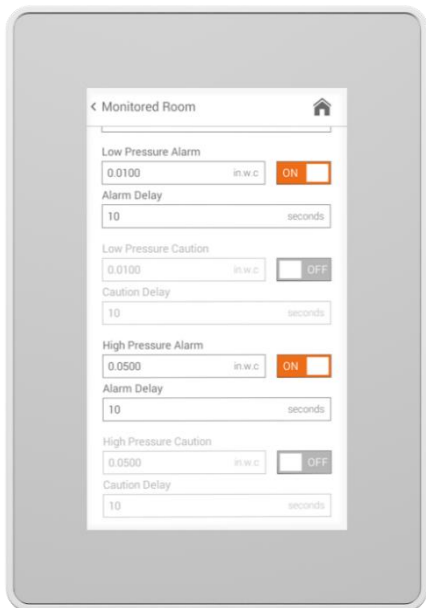 < Monitored Room
Low Pressure Alarm
0.0100 in.w.c ON
Alarm Delay
10 seconds
Low Pressure Caution
0.0100 in.w.c OFF
Caution Delay
10 seconds
High Pressure Alarm
0.0500 in.w.c ON
Alarm Delay
10 seconds
High Pressure Caution
0.0500 in.w.c OFF
Caution Delay
10 seconds